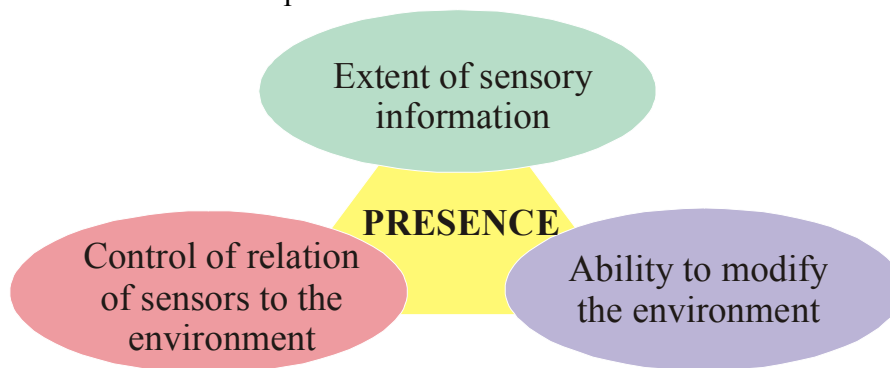 Extent of sensory
information
PRESENCE
Control of relation
of sensors to the
environment
Ability to modify
the environment